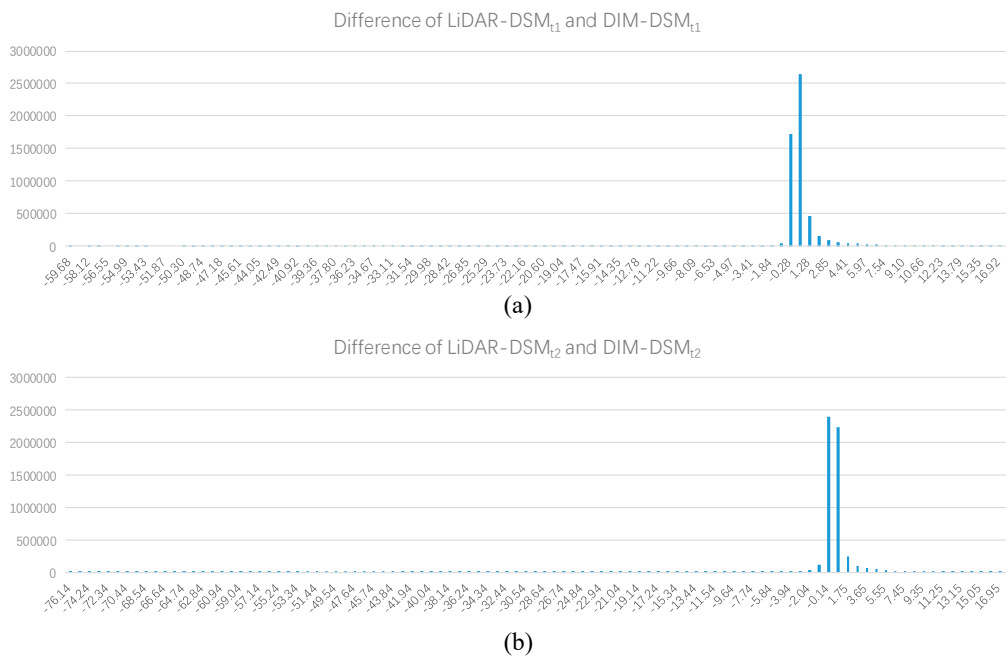 Difference of LiDAR-DSMt1 and DIM-DSMt1
3000000
2500000
2000000
1500000
1000000
500000
0
-59.68 -58.12 -56.55 -54.99 -53.43 -51.87 -50.30 -48.74 -47.18 -45.61 -44.05 -42.49 -40.92 -39.36 -37.80 -36.23 -34.67 -33.11 -31.54 -29.98 -28.42 -26.85 -25.29 -23.73 -22.16 -20.60 -19.04 -17.47 -15.91 -14.35 -12.78 -11.22 -9.66 -8.09 -6.53 -4.97 -3.41 -1.84 -0.28 1.28 2.85 4.41 5.97 7.54 9.10 10.66 12.23 13.79 15.35 16.92
(a)
Difference of LiDAR-DSMt2 and DIM-DSMt2
3000000
2500000
2000000
1500000
1000000
500000
0
-76.14 -74.24 -72.34 -70.44 -68.54 -66.64 -64.74 -62.84 -60.94 -59.04 -57.14 -55.24 -53.34 -51.44 -49.54 -47.64 -45.74 -43.84 -41.94 -40.04 -38.14 -36.24 -34.34 -32.44 -30.54 -28.64 -26.74 -24.84 -22.94 -21.04 -19.14 -17.24 -15.34 -13.44 -11.54 -9.64 -7.74 -5.84 -3.94 -2.04 -0.14 1.75 3.65 5.55 7.45 9.35 11.25 13.15 15.05 16.95
(b)